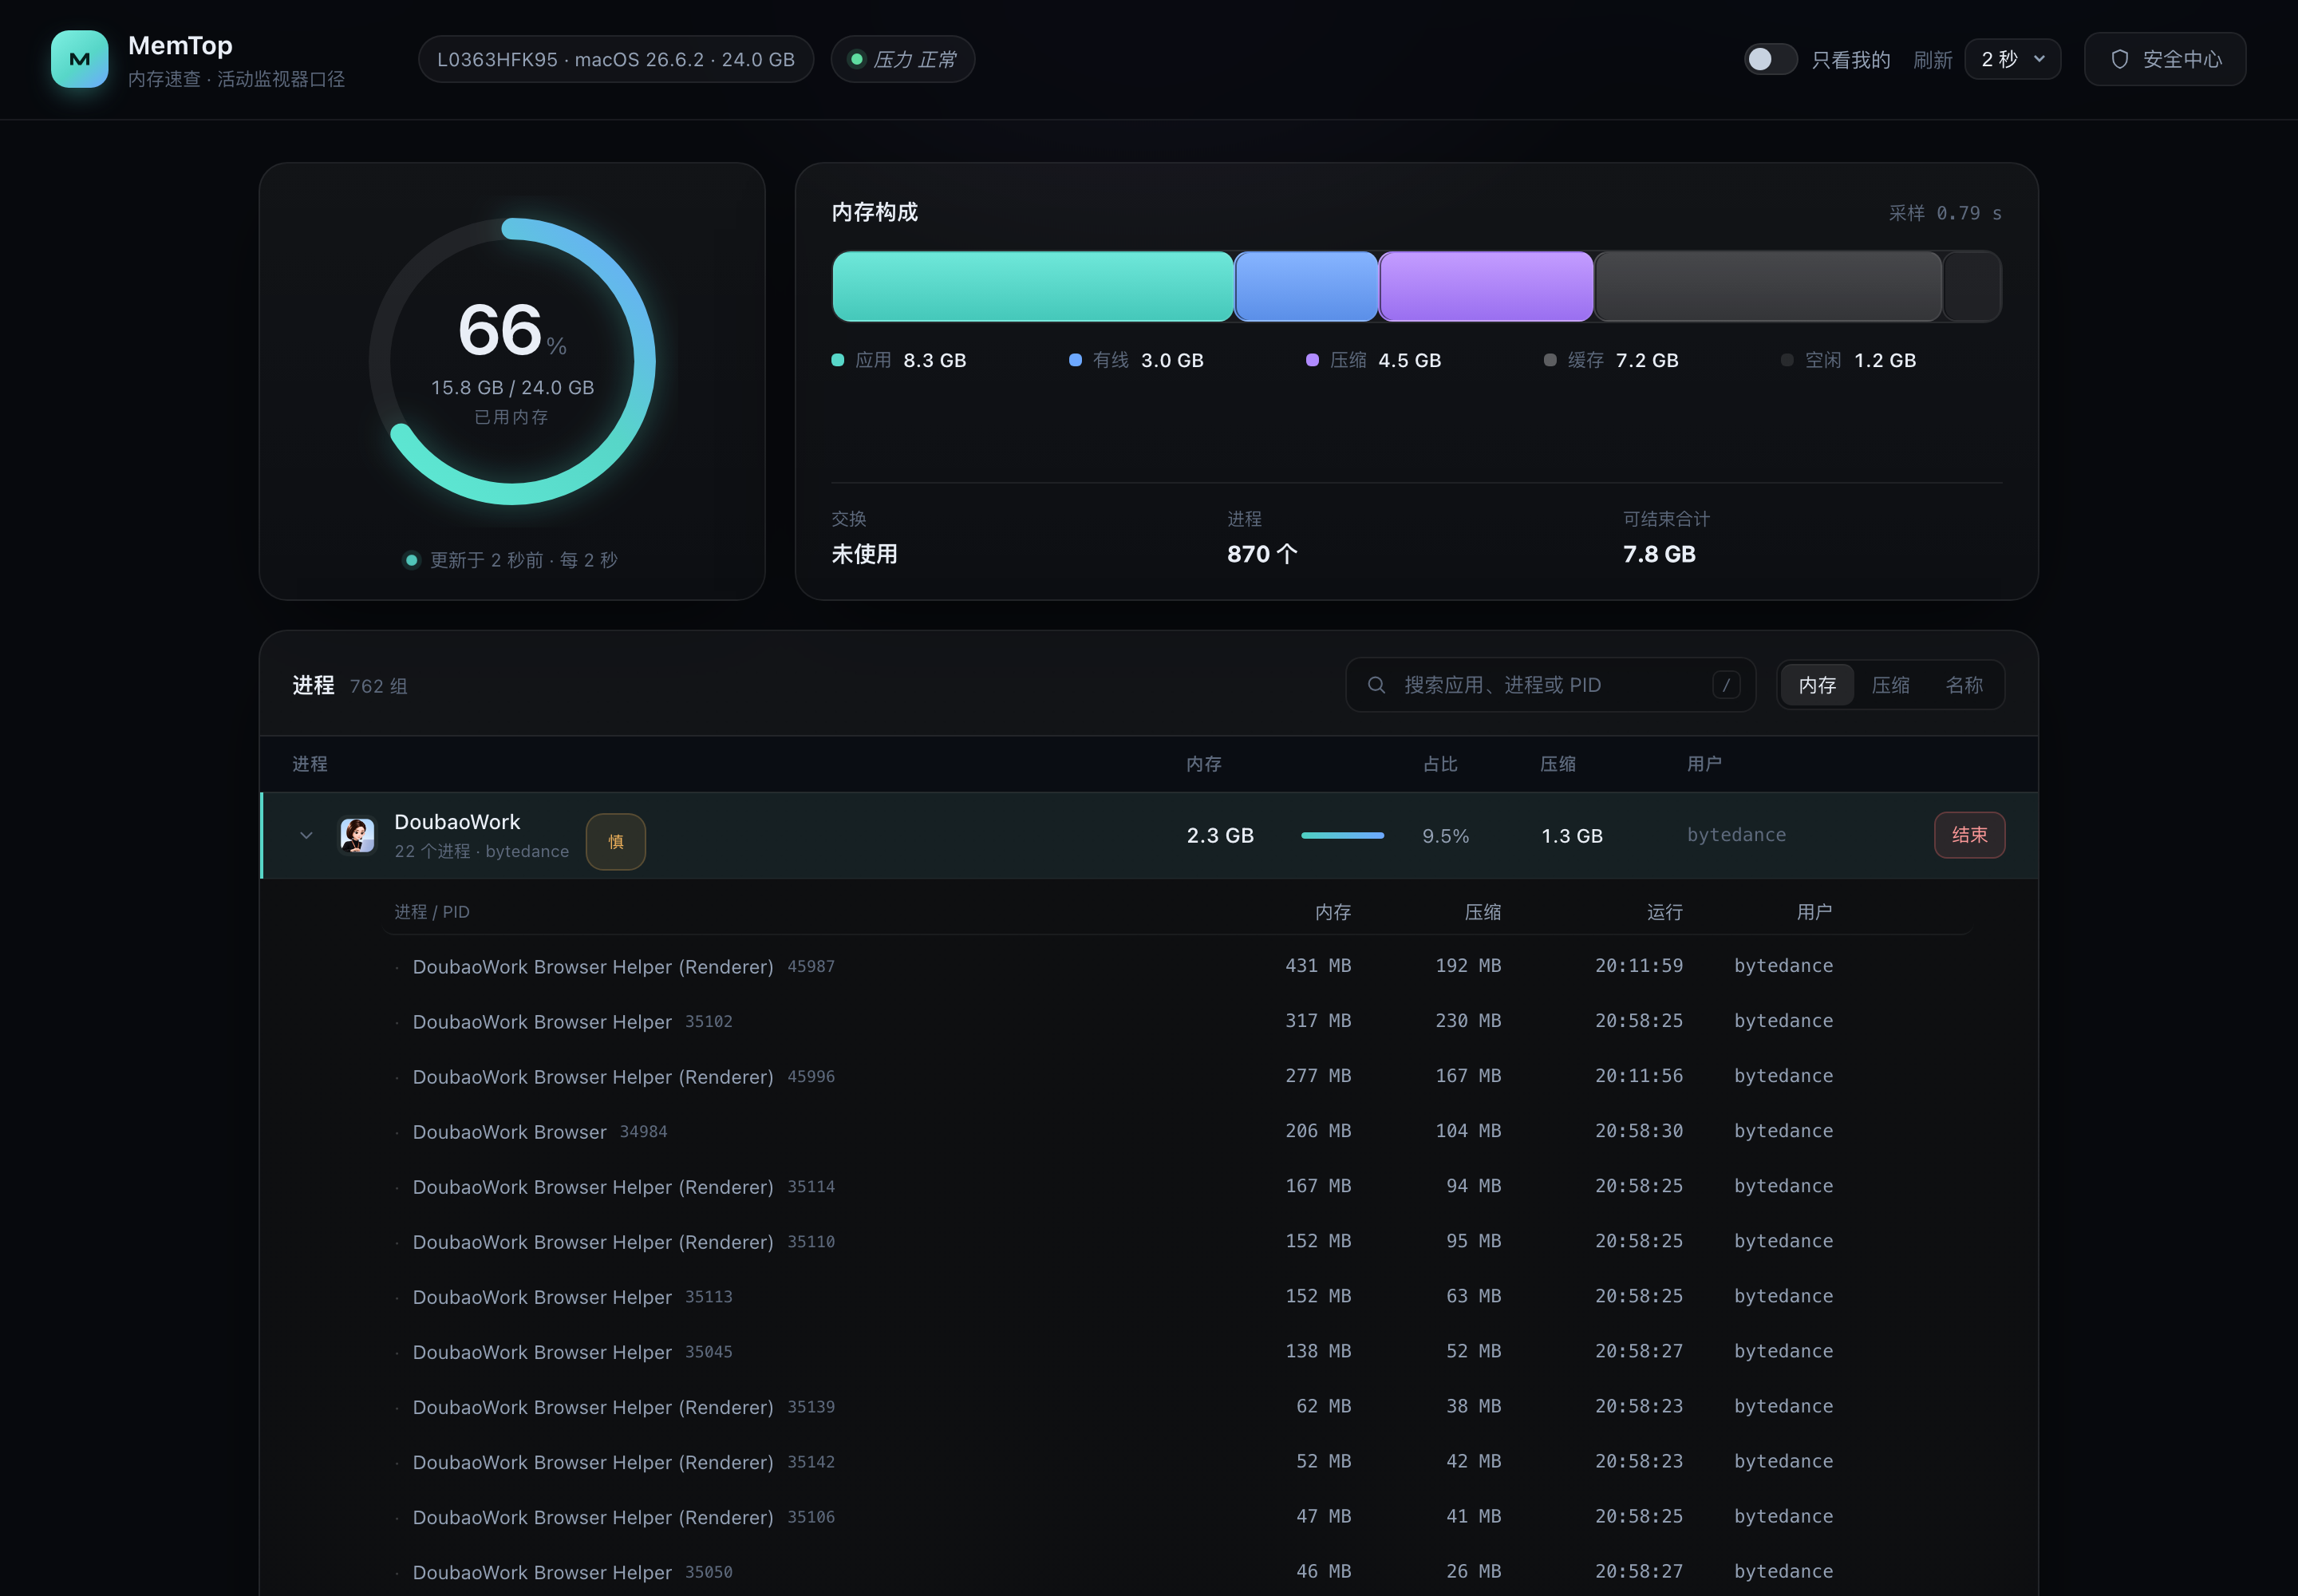 M
MemTop
内存速查 · 活动监视器口径
L0363HFK95 · macOS 26.6.2 · 24.0 GB
压力 正常
只看我的
刷新
2 秒
安全中心
66%
15.8 GB / 24.0 GB
已用内存
更新于 2 秒前 · 每 2 秒
内存构成
采样 0.79 s
应用 8.3 GB
有线 3.0 GB
压缩 4.5 GB
缓存 7.2 GB
空闲 1.2 GB
交换
未使用
进程
870 个
可结束合计
7.8 GB
进程 762 组
搜索应用、进程或 PID /
内存 压缩 名称
进程 内存 占比 压缩 用户
DoubaoWork
22 个进程 · bytedance
慎
2.3 GB 9.5% 1.3 GB bytedance 结束
进程 / PID 内存 压缩 运行 用户
· DoubaoWork Browser Helper (Renderer) 45987 431 MB 192 MB 20:11:59 bytedance
· DoubaoWork Browser Helper 35102 317 MB 230 MB 20:58:25 bytedance
· DoubaoWork Browser Helper (Renderer) 45996 277 MB 167 MB 20:11:56 bytedance
· DoubaoWork Browser 34984 206 MB 104 MB 20:58:30 bytedance
· DoubaoWork Browser Helper (Renderer) 35114 167 MB 94 MB 20:58:25 bytedance
· DoubaoWork Browser Helper (Renderer) 35110 152 MB 95 MB 20:58:25 bytedance
· DoubaoWork Browser Helper 35113 152 MB 63 MB 20:58:25 bytedance
· DoubaoWork Browser Helper 35045 138 MB 52 MB 20:58:27 bytedance
· DoubaoWork Browser Helper (Renderer) 35139 62 MB 38 MB 20:58:23 bytedance
· DoubaoWork Browser Helper (Renderer) 35142 52 MB 42 MB 20:58:23 bytedance
· DoubaoWork Browser Helper (Renderer) 35106 47 MB 41 MB 20:58:25 bytedance
· DoubaoWork Browser Helper 35050 46 MB 26 MB 20:58:27 bytedance